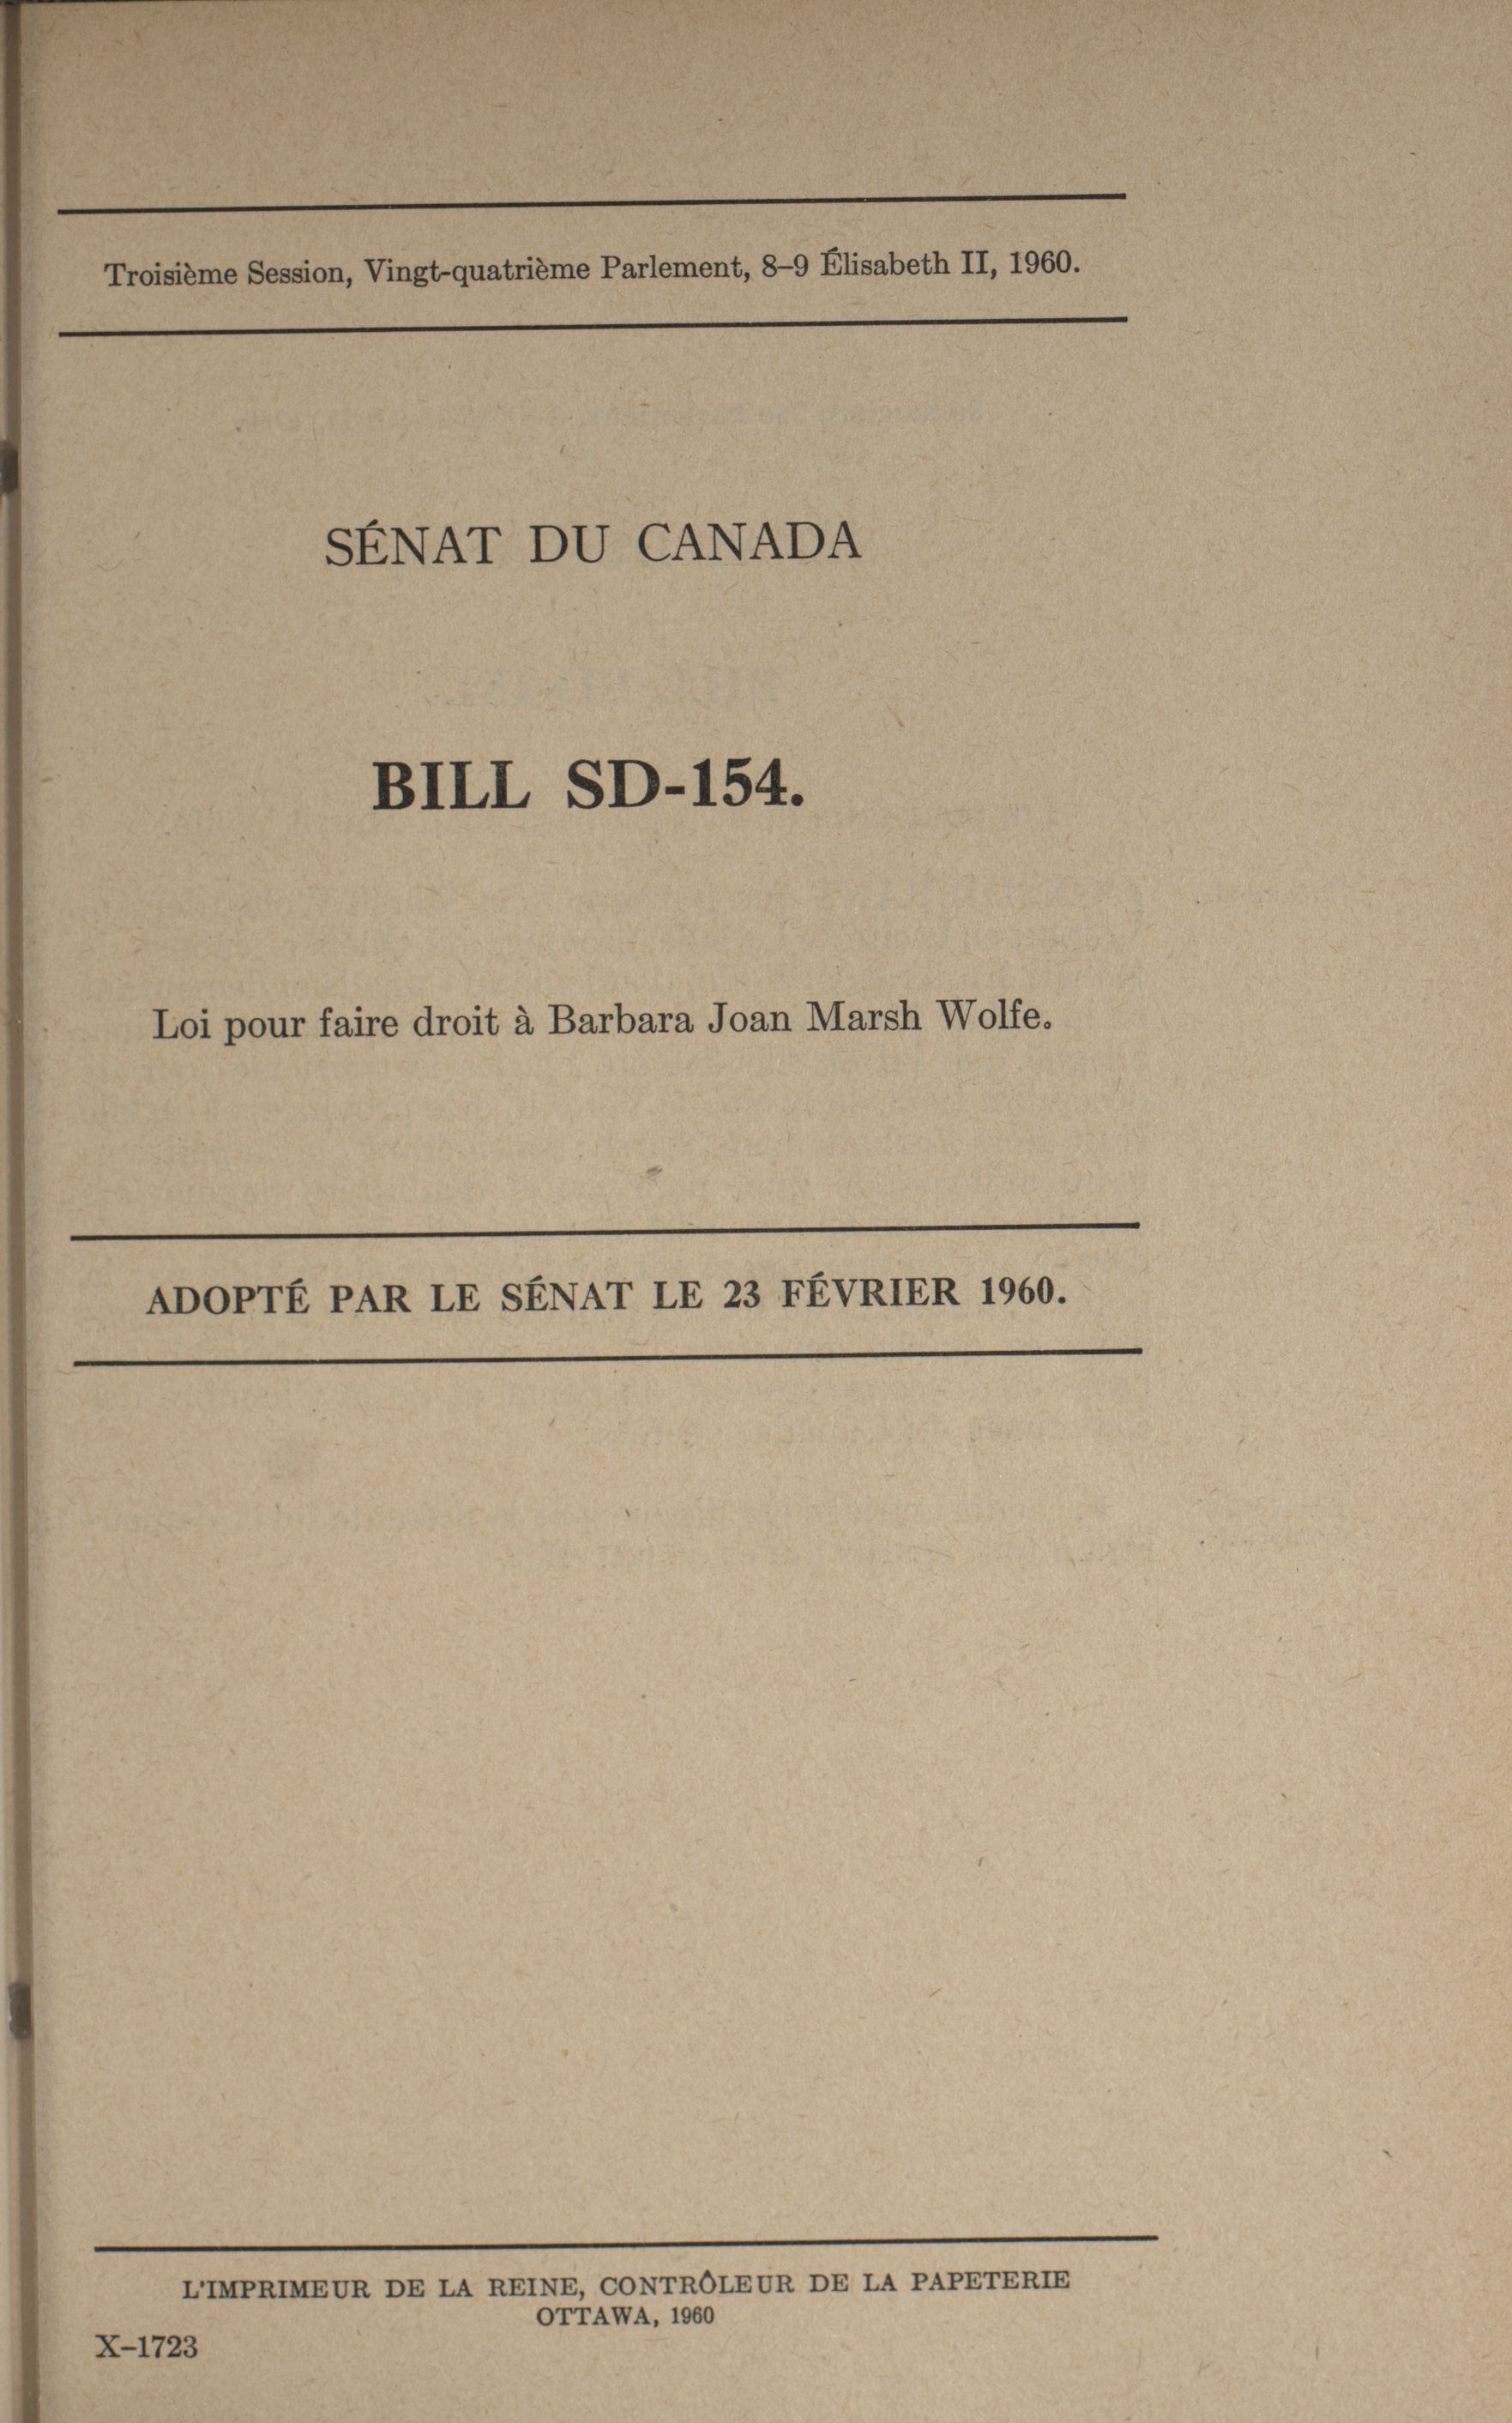 Troisième Session, Vingt-quatrième Parlement, 8–9 Élisabeth II, 1960.
SÉNAT DU CANADA
BILL SD-154.
Loi pour faire droit à Barbara Joan Marsh Wolfe.
ADOPTÉ PAR LE SÉNAT LE 23 FÉVRIER 1960.
L'IMPRIMEUR DE LA REINE, CONTRÔLEUR DE LA PAPETERIE
OTTAWA, 1960
X–1723